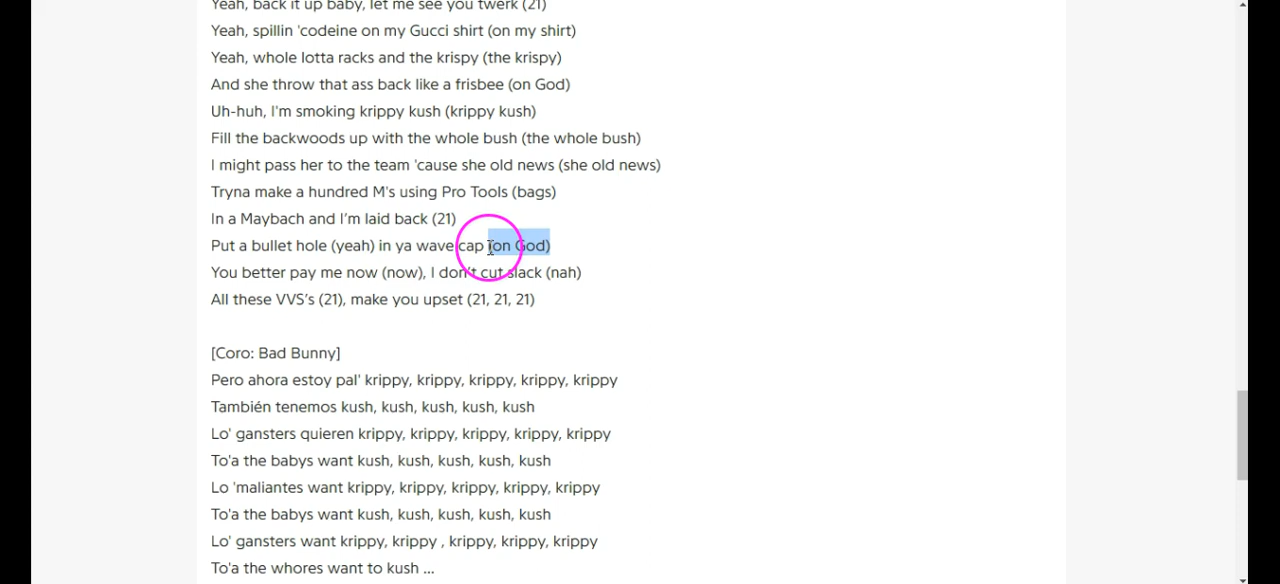 Yeah, back it up baby, let me see you twerk (21)
Yeah, spillin 'codeine on my Gucci shirt (on my shirt)
Yeah, whole lotta racks and the krispy (the krispy)
And she throw that ass back like a frisbee (on God)
Uh-huh, I'm smoking krippy kush (krippy kush)
Fill the backwoods up with the whole bush (the whole bush)
I might pass her to the team 'cause she old news (she old news)
Tryna make a hundred M's using Pro Tools (bags)
In a Maybach and I'm laid back (21)
Put a bullet hole (yeah) in ya wave cap (on God)
You better pay me now (now), I don't cut slack (nah)
All these VVS's (21), make you upset (21, 21, 21)
[Coro: Bad Bunny]
Pero ahora estoy pal' krippy, krippy, krippy, krippy, krippy
También tenemos kush, kush, kush, kush, kush
Lo' gansters quieren krippy, krippy, krippy, krippy, krippy
To'a the babys want kush, kush, kush, kush, kush
Lo 'maliantes want krippy, krippy, krippy, krippy, krippy
To'a the babys want kush, kush, kush, kush, kush
Lo' gansters want krippy, krippy , krippy, krippy, krippy
To'a the whores want to kush ...